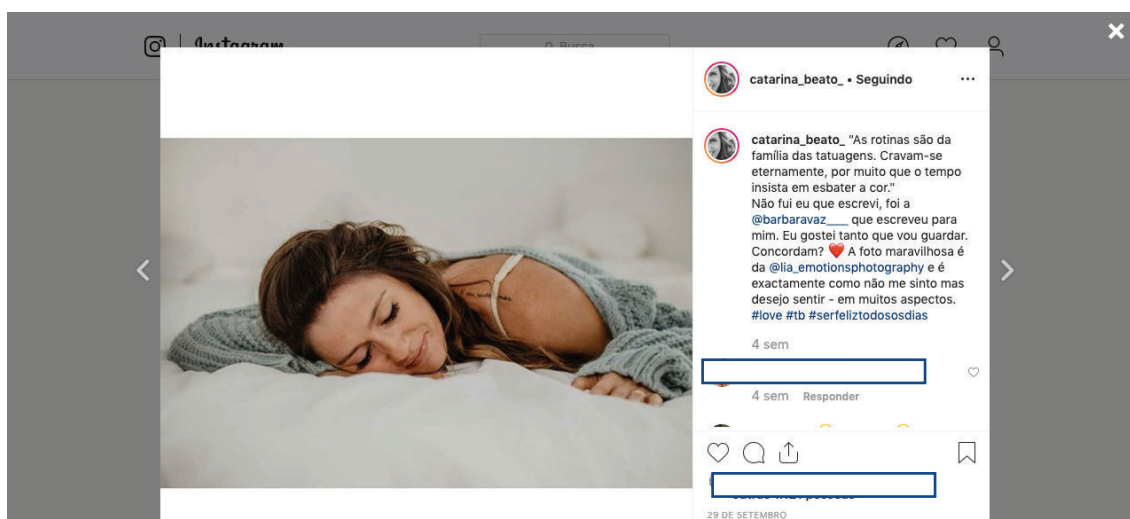 Instagram
Busca
catarina_beato_ • Seguindo
catarina_beato_ "As rotinas são da
família das tatuagens. Cravam-se
eternamente, por muito que o tempo
insista em esbater a cor."
Não fui eu que escrevi, foi a
@barbaravaz___ que escreveu para
mim. Eu gostei tanto que vou guardar.
Concordam? ❤️ A foto maravilhosa é
da @lia_emotionsphotography e é
exactamente como não me sinto mas
desejo sentir - em muitos aspectos.
#love #tb #serfeliztodososdias
4 sem
4 sem Responder
29 DE SETEMBRO